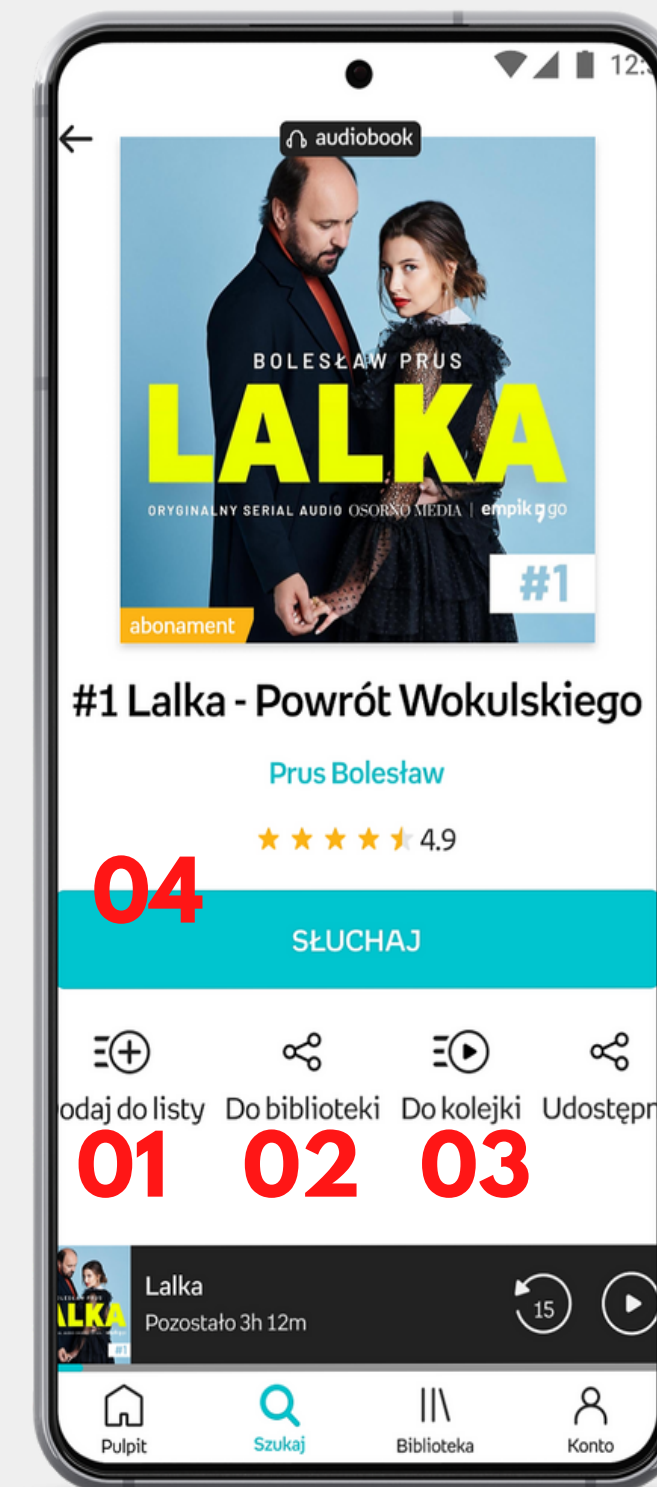 12:
audiobook
BOLESŁAW PRUS
LALKA
ORYGINALNY SERIAL AUDIO OSORNO MEDIA | empik go
#1
abonament
#1 Lalka - Powrót Wokulskiego
Prus Bolesław
4.9
04
SŁUCHAJ
odaj do listy Do biblioteki Do kolejki Udostępn
01 02 03
LALKA
#1
Lalka
Pozostało 3h 12m
15
Pulpit Szukaj Biblioteka Konto